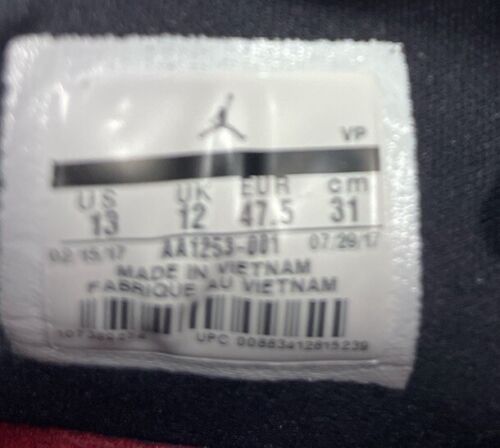 VP
US UK EUR cm
13 12 47.5 31
02/15/17 AA1253-001 07/29/17
MADE IN VIETNAM
FABRIQUE AU VIETNAM
UPC 00883412815239